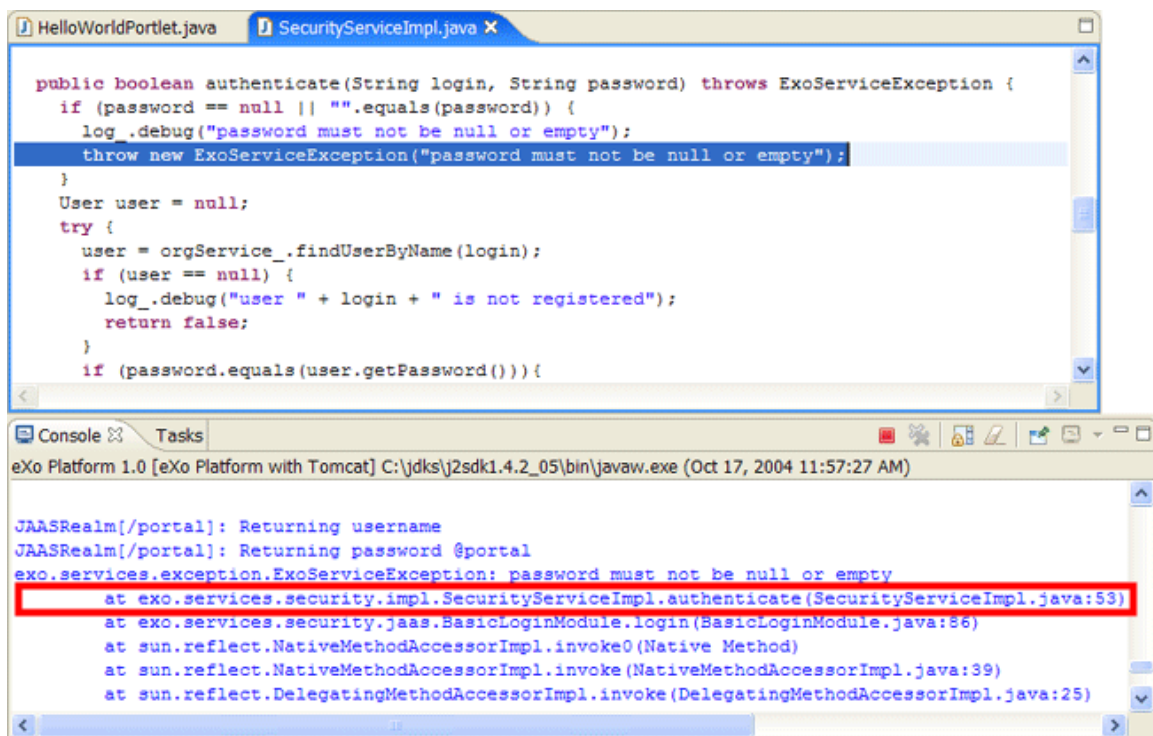 HelloWorldPortlet.java SecurityServiceImpl.java
public boolean authenticate(String login, String password) throws ExoServiceException {
if (password == null || "".equals(password)) {
log_.debug("password must not be null or empty");
throw new ExoServiceException("password must not be null or empty");
}
User user = null;
try {
user = orgService_.findUserByName(login);
if (user == null) {
log_.debug("user " + login + " is not registered");
return false;
}
if (password.equals(user.getPassword())){
Console Tasks
eXo Platform 1.0 [eXo Platform with Tomcat] C:\jdks\j2sdk1.4.2_05\bin\javaw.exe (Oct 17, 2004 11:57:27 AM)
JAASRealm[/portal]: Returning username
JAASRealm[/portal]: Returning password @portal
exo.services.exception.ExoServiceException: password must not be null or empty
at exo.services.security.impl.SecurityServiceImpl.authenticate(SecurityServiceImpl.java:53)
at exo.services.security.jaas.BasicLoginModule.login(BasicLoginModule.java:86)
at sun.reflect.NativeMethodAccessorImpl.invoke0(Native Method)
at sun.reflect.NativeMethodAccessorImpl.invoke(NativeMethodAccessorImpl.java:39)
at sun.reflect.DelegatingMethodAccessorImpl.invoke(DelegatingMethodAccessorImpl.java:25)